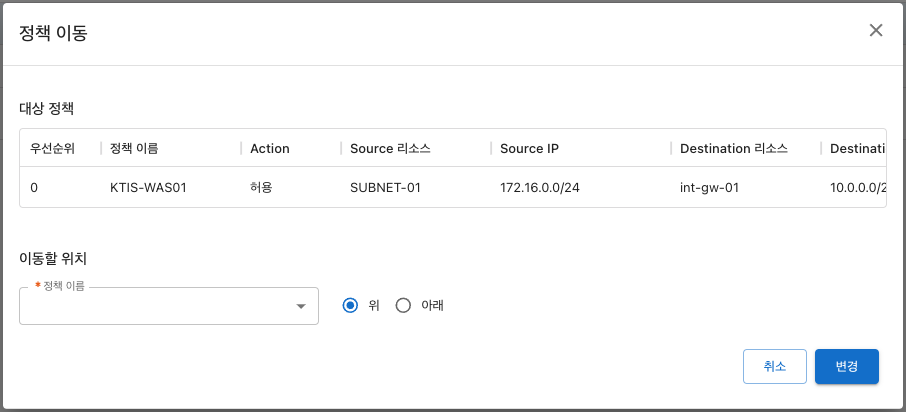 정책 이동
대상 정책
우선순위 정책 이름 Action Source 리소스 Source IP Destination 리소스 Destinati
0 KTIS-WAS01 허용 SUBNET-01 172.16.0.0/24 int-gw-01 10.0.0.0/2
이동할 위치
* 정책 이름
위 아래
취소 변경